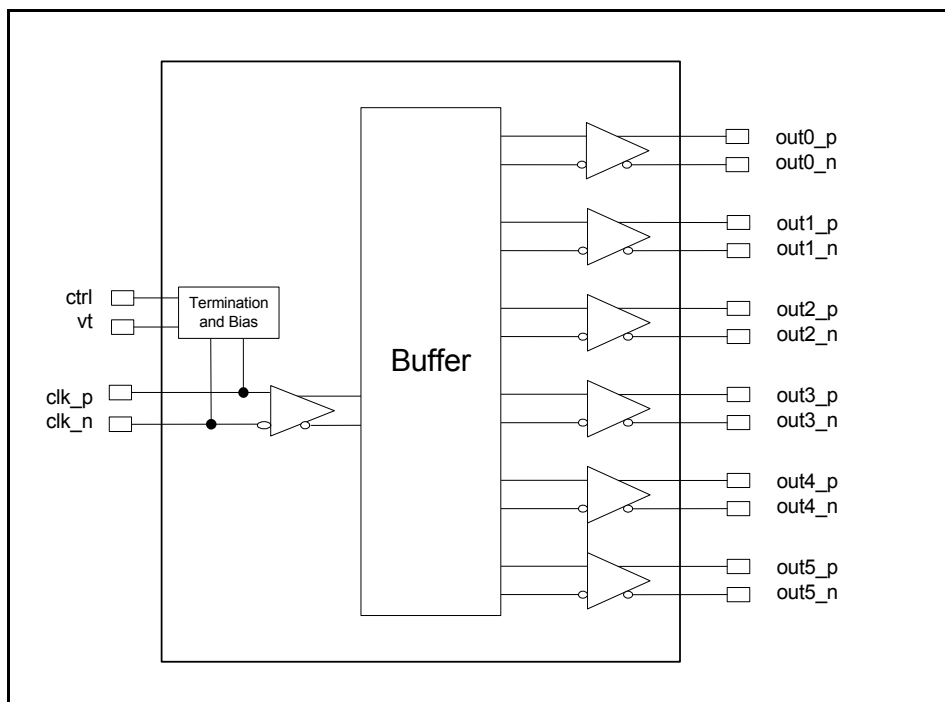 out0_p
out0_n
out1_p
out1_n
ctrl
vt
Termination
and Bias
out2_p
out2_n
Buffer
clk_p
clk_n
out3_p
out3_n
out4_p
out4_n
out5_p
out5_n